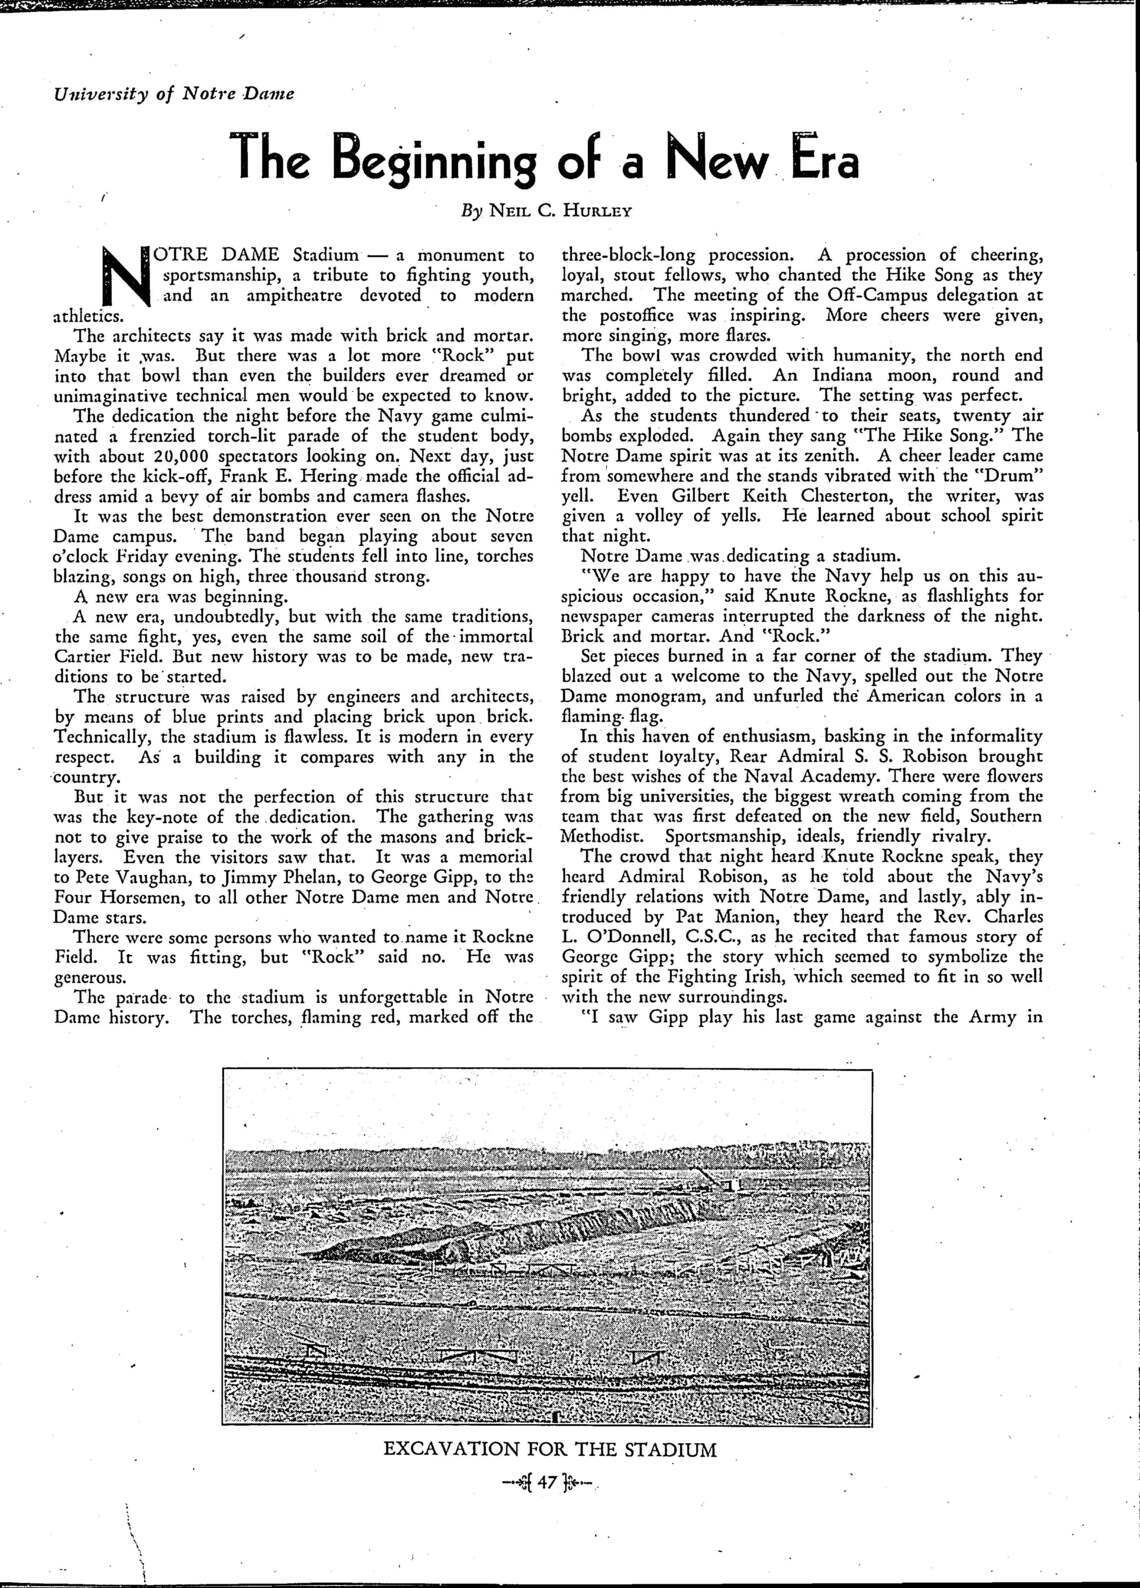 University of Notre Dame
The Beginning of a New Era
By NEIL C. HURLEY
NOTRE DAME Stadium — a monument to
sportsmanship, a tribute to fighting youth,
and an ampitheatre devoted to modern
athletics.
The architects say it was made with brick and mortar.
Maybe it was. But there was a lot more "Rock" put
into that bowl than even the builders ever dreamed or
unimaginative technical men would be expected to know.
The dedication the night before the Navy game culmi-
nated a frenzied torch-lit parade of the student body,
with about 20,000 spectators looking on. Next day, just
before the kick-off, Frank E. Hering made the official ad-
dress amid a bevy of air bombs and camera flashes.
It was the best demonstration ever seen on the Notre
Dame campus. The band began playing about seven
o'clock Friday evening. The students fell into line, torches
blazing, songs on high, three thousand strong.
A new era was beginning.
A new era, undoubtedly, but with the same traditions,
the same fight, yes, even the same soil of the immortal
Cartier Field. But new history was to be made, new tra-
ditions to be started.
The structure was raised by engineers and architects,
by means of blue prints and placing brick upon brick.
Technically, the stadium is flawless. It is modern in every
respect. As a building it compares with any in the
country.
But it was not the perfection of this structure that
was the key-note of the dedication. The gathering was
not to give praise to the work of the masons and brick-
layers. Even the visitors saw that. It was a memorial
to Pete Vaughan, to Jimmy Phelan, to George Gipp, to the
Four Horsemen, to all other Notre Dame men and Notre
Dame stars.
There were some persons who wanted to name it Rockne
Field. It was fitting, but "Rock" said no. He was
generous.
The parade to the stadium is unforgettable in Notre
Dame history. The torches, flaming red, marked off the
three-block-long procession. A procession of cheering,
loyal, stout fellows, who chanted the Hike Song as they
marched. The meeting of the Off-Campus delegation at
the postoffice was inspiring. More cheers were given,
more singing, more flares.
The bowl was crowded with humanity, the north end
was completely filled. An Indiana moon, round and
bright, added to the picture. The setting was perfect.
As the students thundered to their seats, twenty air
bombs exploded. Again they sang "The Hike Song." The
Notre Dame spirit was at its zenith. A cheer leader came
from somewhere and the stands vibrated with the "Drum"
yell. Even Gilbert Keith Chesterton, the writer, was
given a volley of yells. He learned about school spirit
that night.
Notre Dame was dedicating a stadium.
"We are happy to have the Navy help us on this au-
spicious occasion," said Knute Rockne, as flashlights for
newspaper cameras interrupted the darkness of the night.
Brick and mortar. And "Rock."
Set pieces burned in a far corner of the stadium. They
blazed out a welcome to the Navy, spelled out the Notre
Dame monogram, and unfurled the American colors in a
flaming flag.
In this haven of enthusiasm, basking in the informality
of student loyalty, Rear Admiral S. S. Robison brought
the best wishes of the Naval Academy. There were flowers
from big universities, the biggest wreath coming from the
team that was first defeated on the new field, Southern
Methodist. Sportsmanship, ideals, friendly rivalry.
The crowd that night heard Knute Rockne speak, they
heard Admiral Robison, as he told about the Navy's
friendly relations with Notre Dame, and lastly, ably in-
troduced by Pat Manion, they heard the Rev. Charles
L. O'Donnell, C.S.C., as he recited that famous story of
George Gipp; the story which seemed to symbolize the
spirit of the Fighting Irish, which seemed to fit in so well
with the new surroundings.
"I saw Gipp play his last game against the Army in
EXCAVATION FOR THE STADIUM
47